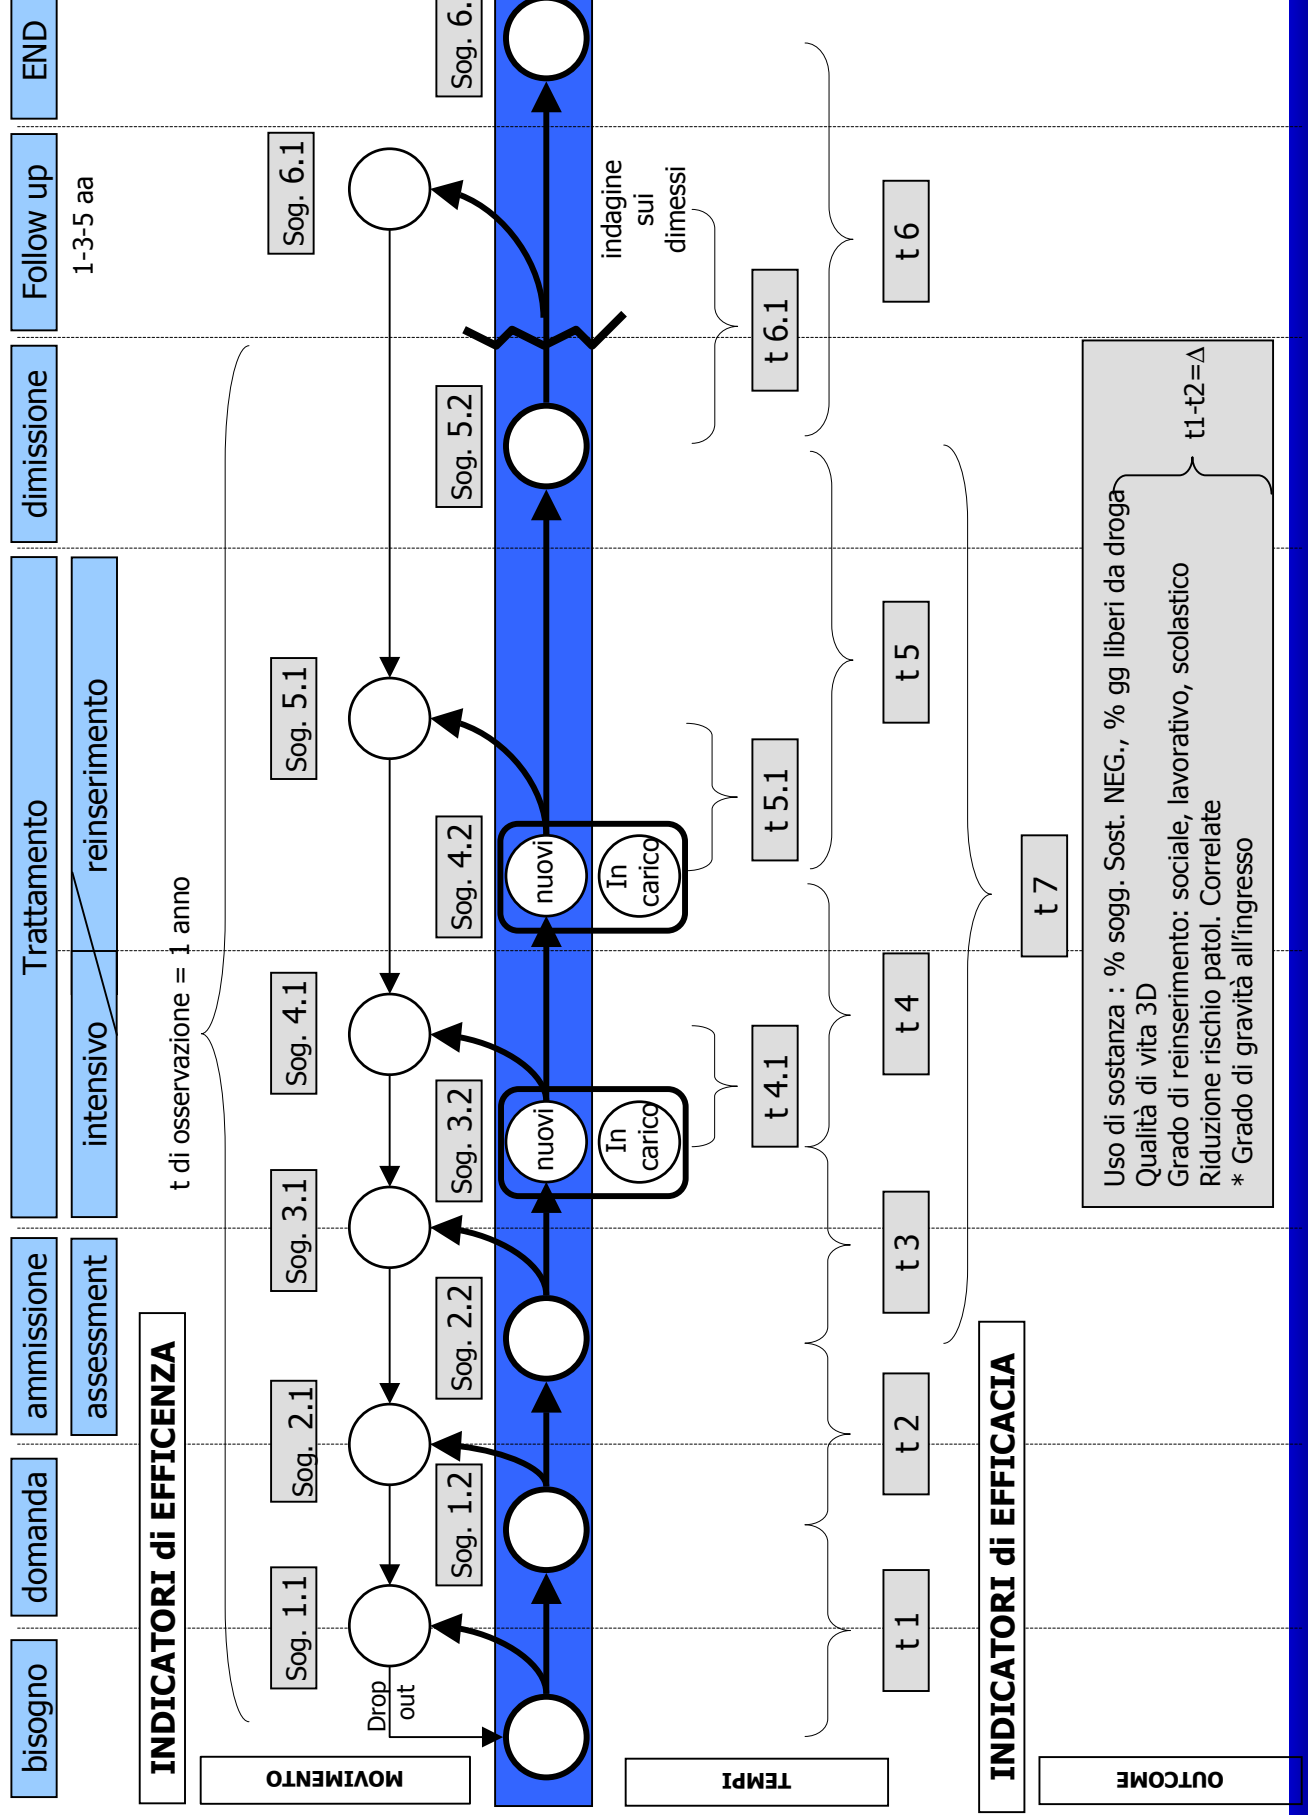 bisogno
domanda
ammissione
Trattamento
dimissione
Follow up
END
assessment
intensivo
reinserimento
1-3-5 aa
INDICATORI di EFFICENZA
t di osservazione = 1 anno
MOVIMENTO
Sog. 1.1
Sog. 2.1
Sog. 3.1
Sog. 4.1
Sog. 5.1
Sog. 6.1
Drop
out
Sog. 1.2
Sog. 2.2
Sog. 3.2
Sog. 4.2
Sog. 5.2
Sog. 6.
nuovi
nuovi
In
carico
In
carico
indagine
sui
dimessi
TEMPI
t 4.1
t 5.1
t 6.1
t 1
t 2
t 3
t 4
t 5
t 6
t 7
INDICATORI di EFFICACIA
OUTCOME
Uso di sostanza : % sogg. Sost. NEG., % gg liberi da droga
Qualità di vita 3D
Grado di reinserimento: sociale, lavorativo, scolastico
Riduzione rischio patol. Correlate
* Grado di gravità all'ingresso
t1-t2=Δ